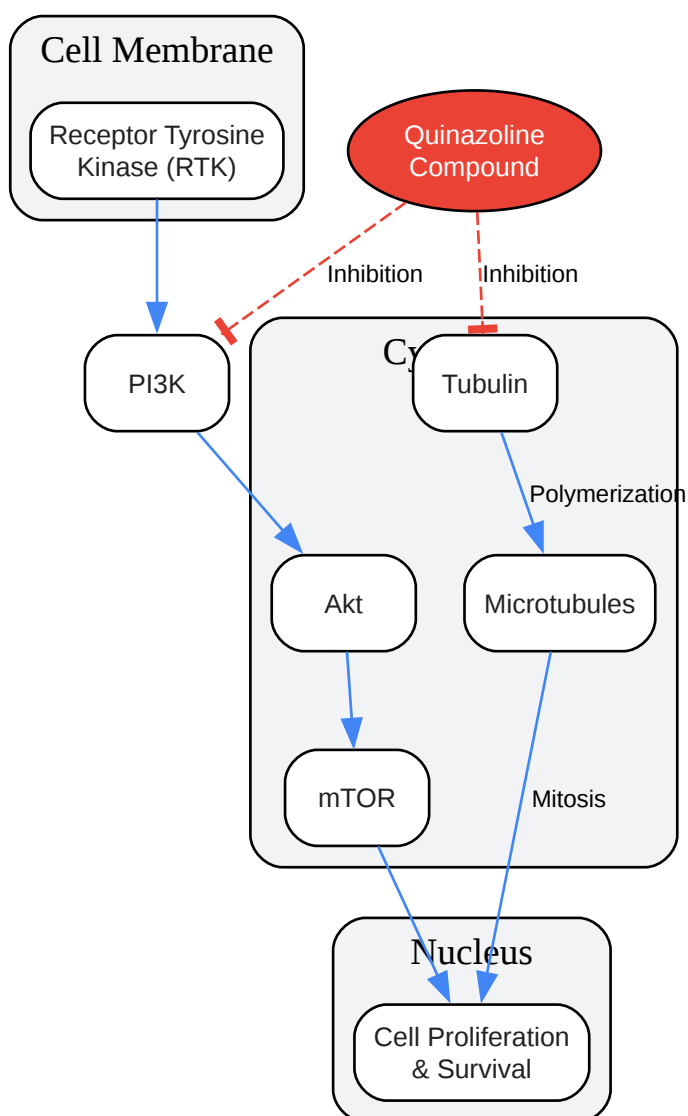 Cell Membrane
Receptor Tyrosine
Kinase (RTK)
Quinazoline
Compound
Inhibition
Inhibition
PI3K
Tubulin
Polymerization
Akt
Microtubules
mTOR
Mitosis
Nucleus
Cell Proliferation
& Survival